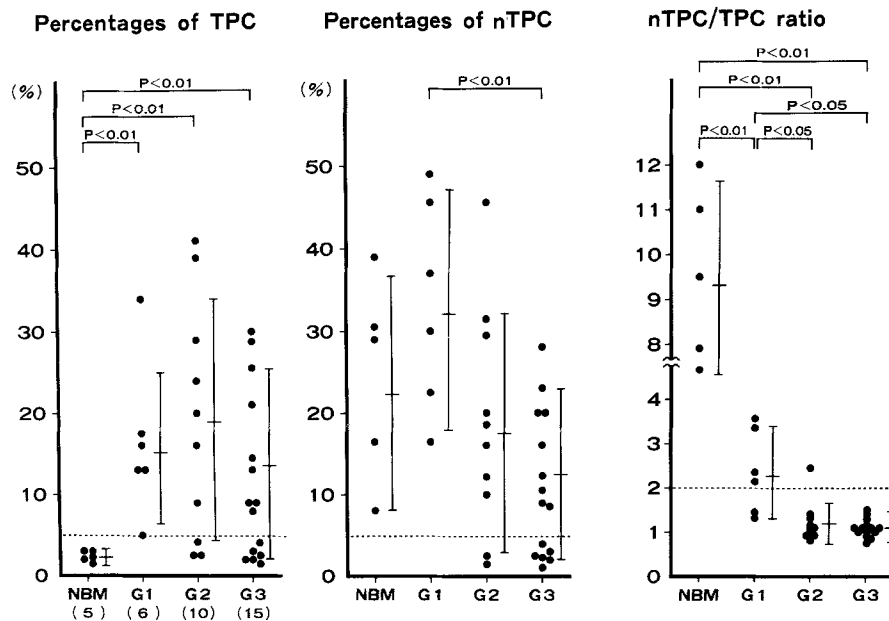 Percentages of TPC
Percentages of nTPC
nTPC/TPC ratio
(%)
P<0.01
P<0.01
P<0.01
50
40
30
20
10
0
NBM G1 G2 G3
(5) (6) (10) (15)
(%)
P<0.01
50
40
30
20
10
0
NBM G1 G2 G3
P<0.01
P<0.01
P<0.05
P<0.01 P<0.05
12
11
10
9
8
4
3
2
1
0
NBM G1 G2 G3